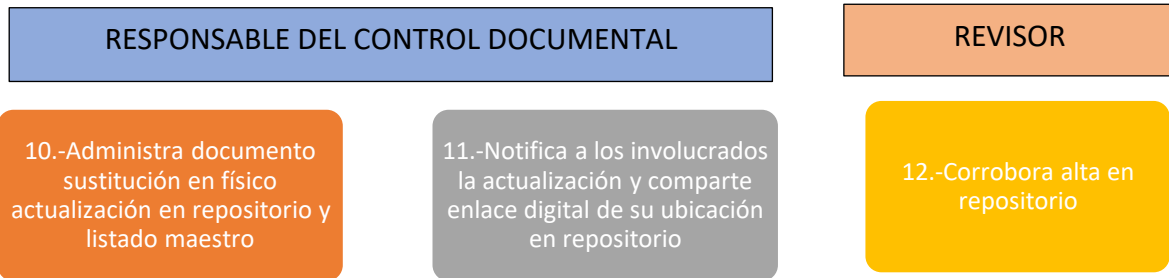 RESPONSABLE DEL CONTROL DOCUMENTAL
REVISOR
10.-Administra documento
sustitución en físico
actualización en repositorio y
listado maestro
11.-Notifica a los involucrados
la actualización y comparte
enlace digital de su ubicación
en repositorio
12.-Corrobora alta en
repositorio